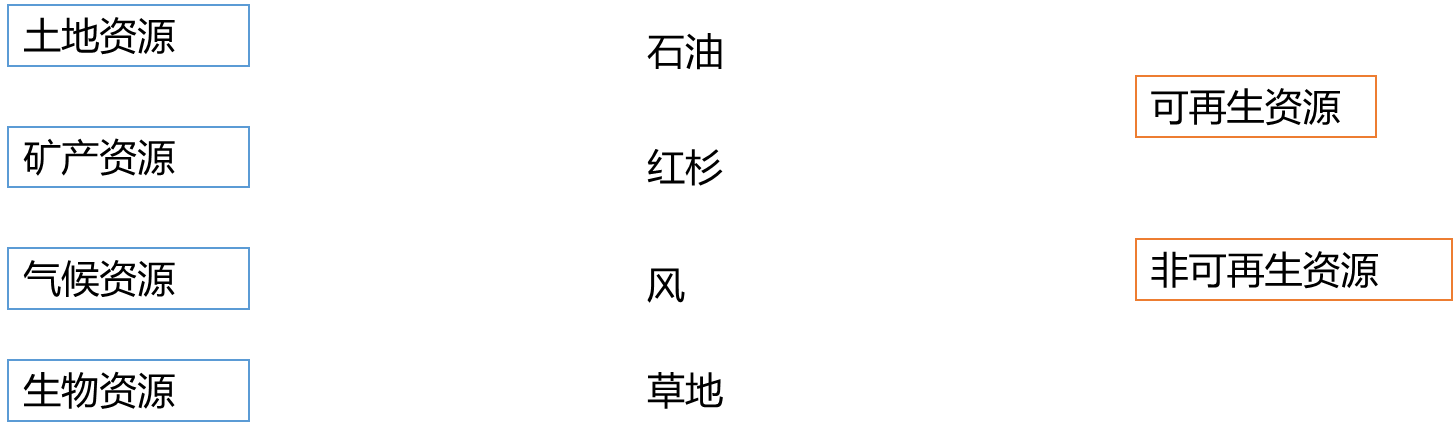 土地资源
矿产资源
气候资源
生物资源
石油
红杉
风
草地
可再生资源
非可再生资源